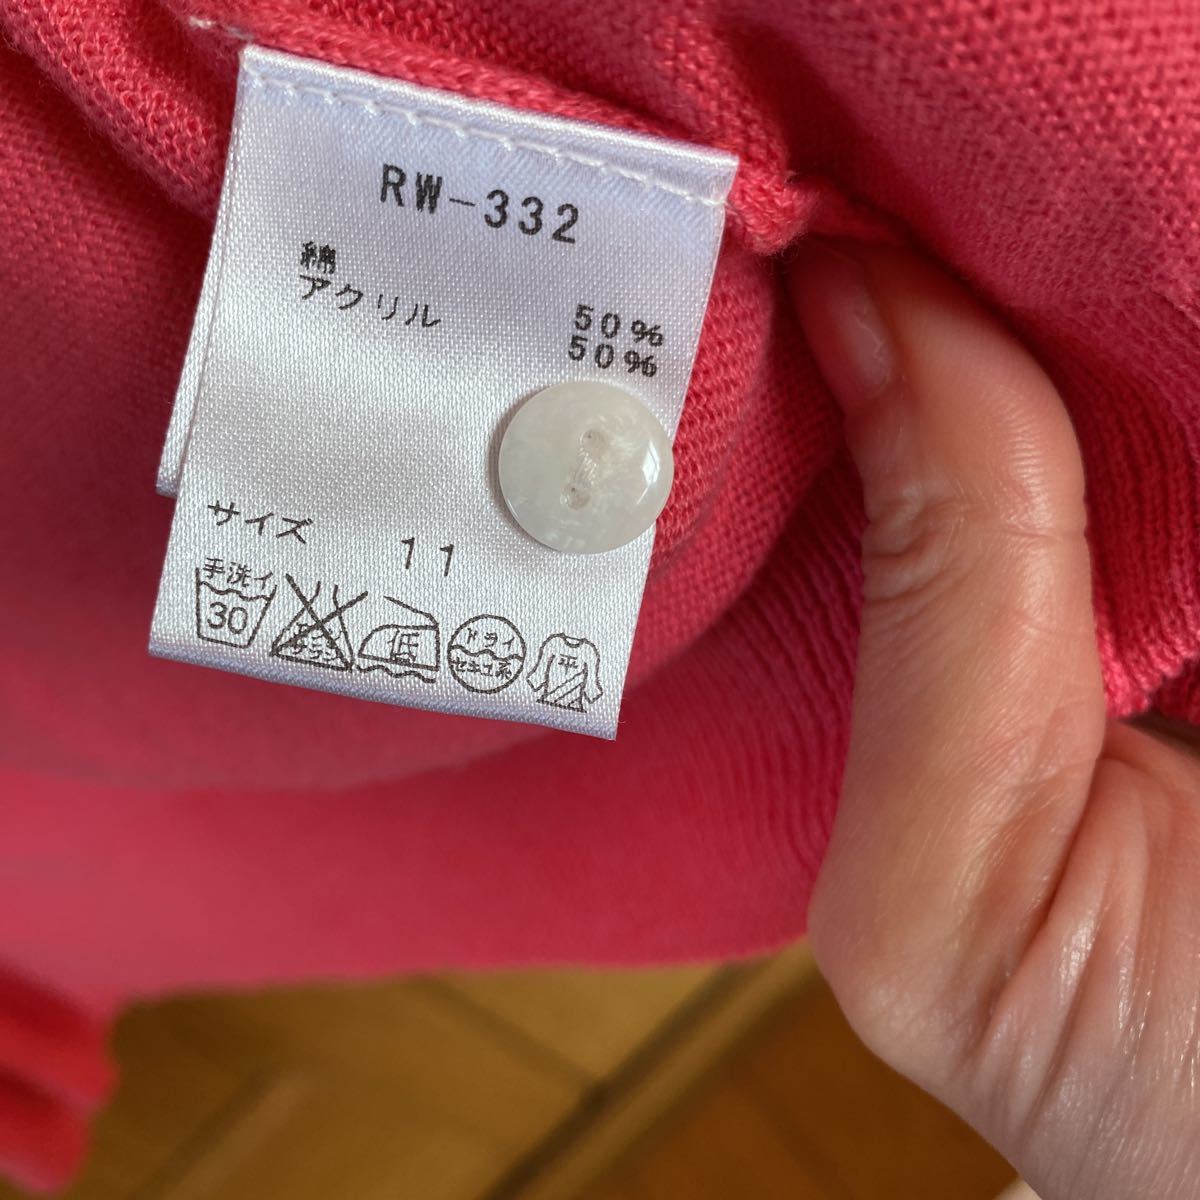 RW-332
綿 50%
アクリル 50%
サイズ 11
手洗イ 30
低
ドライ セキユ系
平